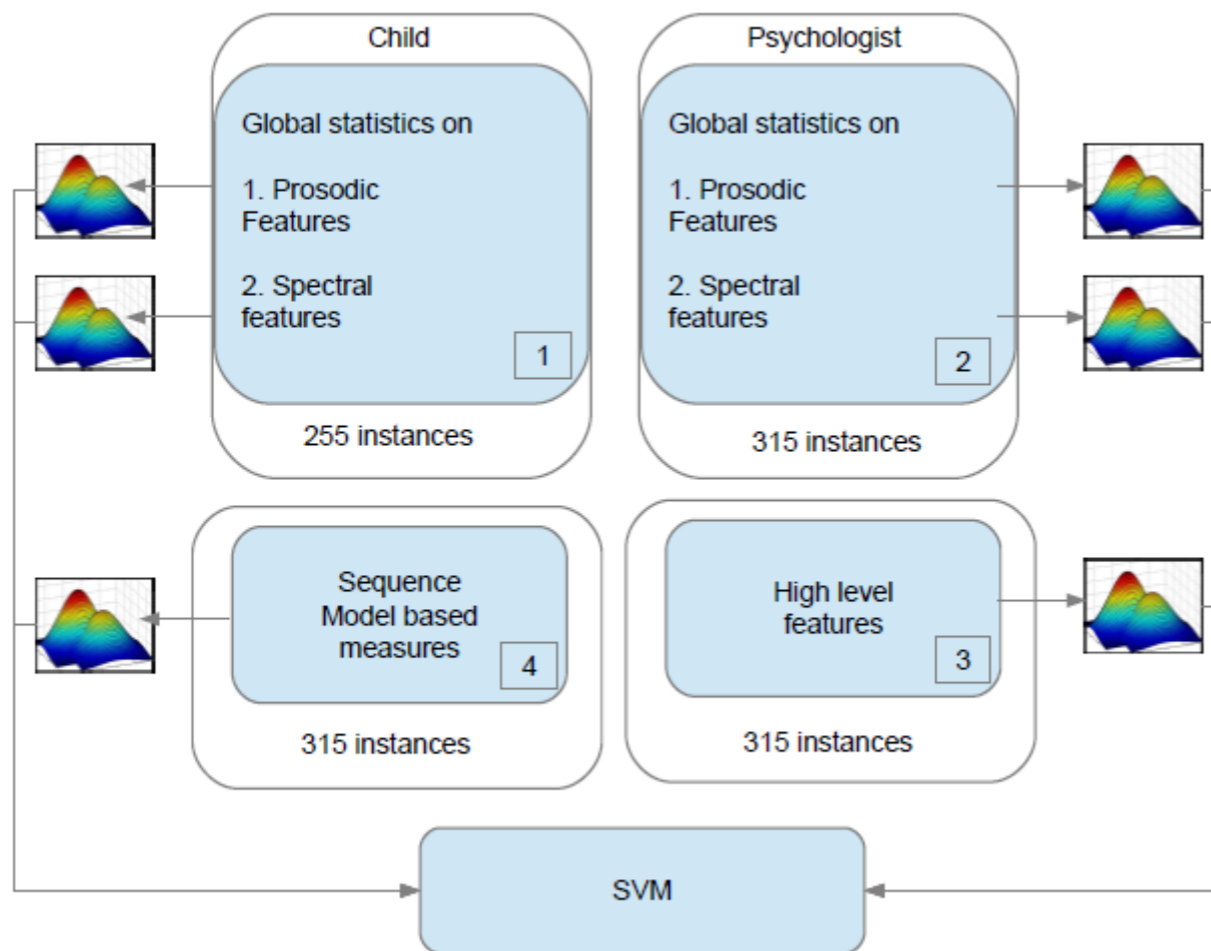 Child
Global statistics on
1. Prosodic
Features
2. Spectral
features
1
255 instances
Psychologist
Global statistics on
1. Prosodic
Features
2. Spectral
features
2
315 instances
Sequence
Model based
measures
4
315 instances
High level
features
3
315 instances
SVM